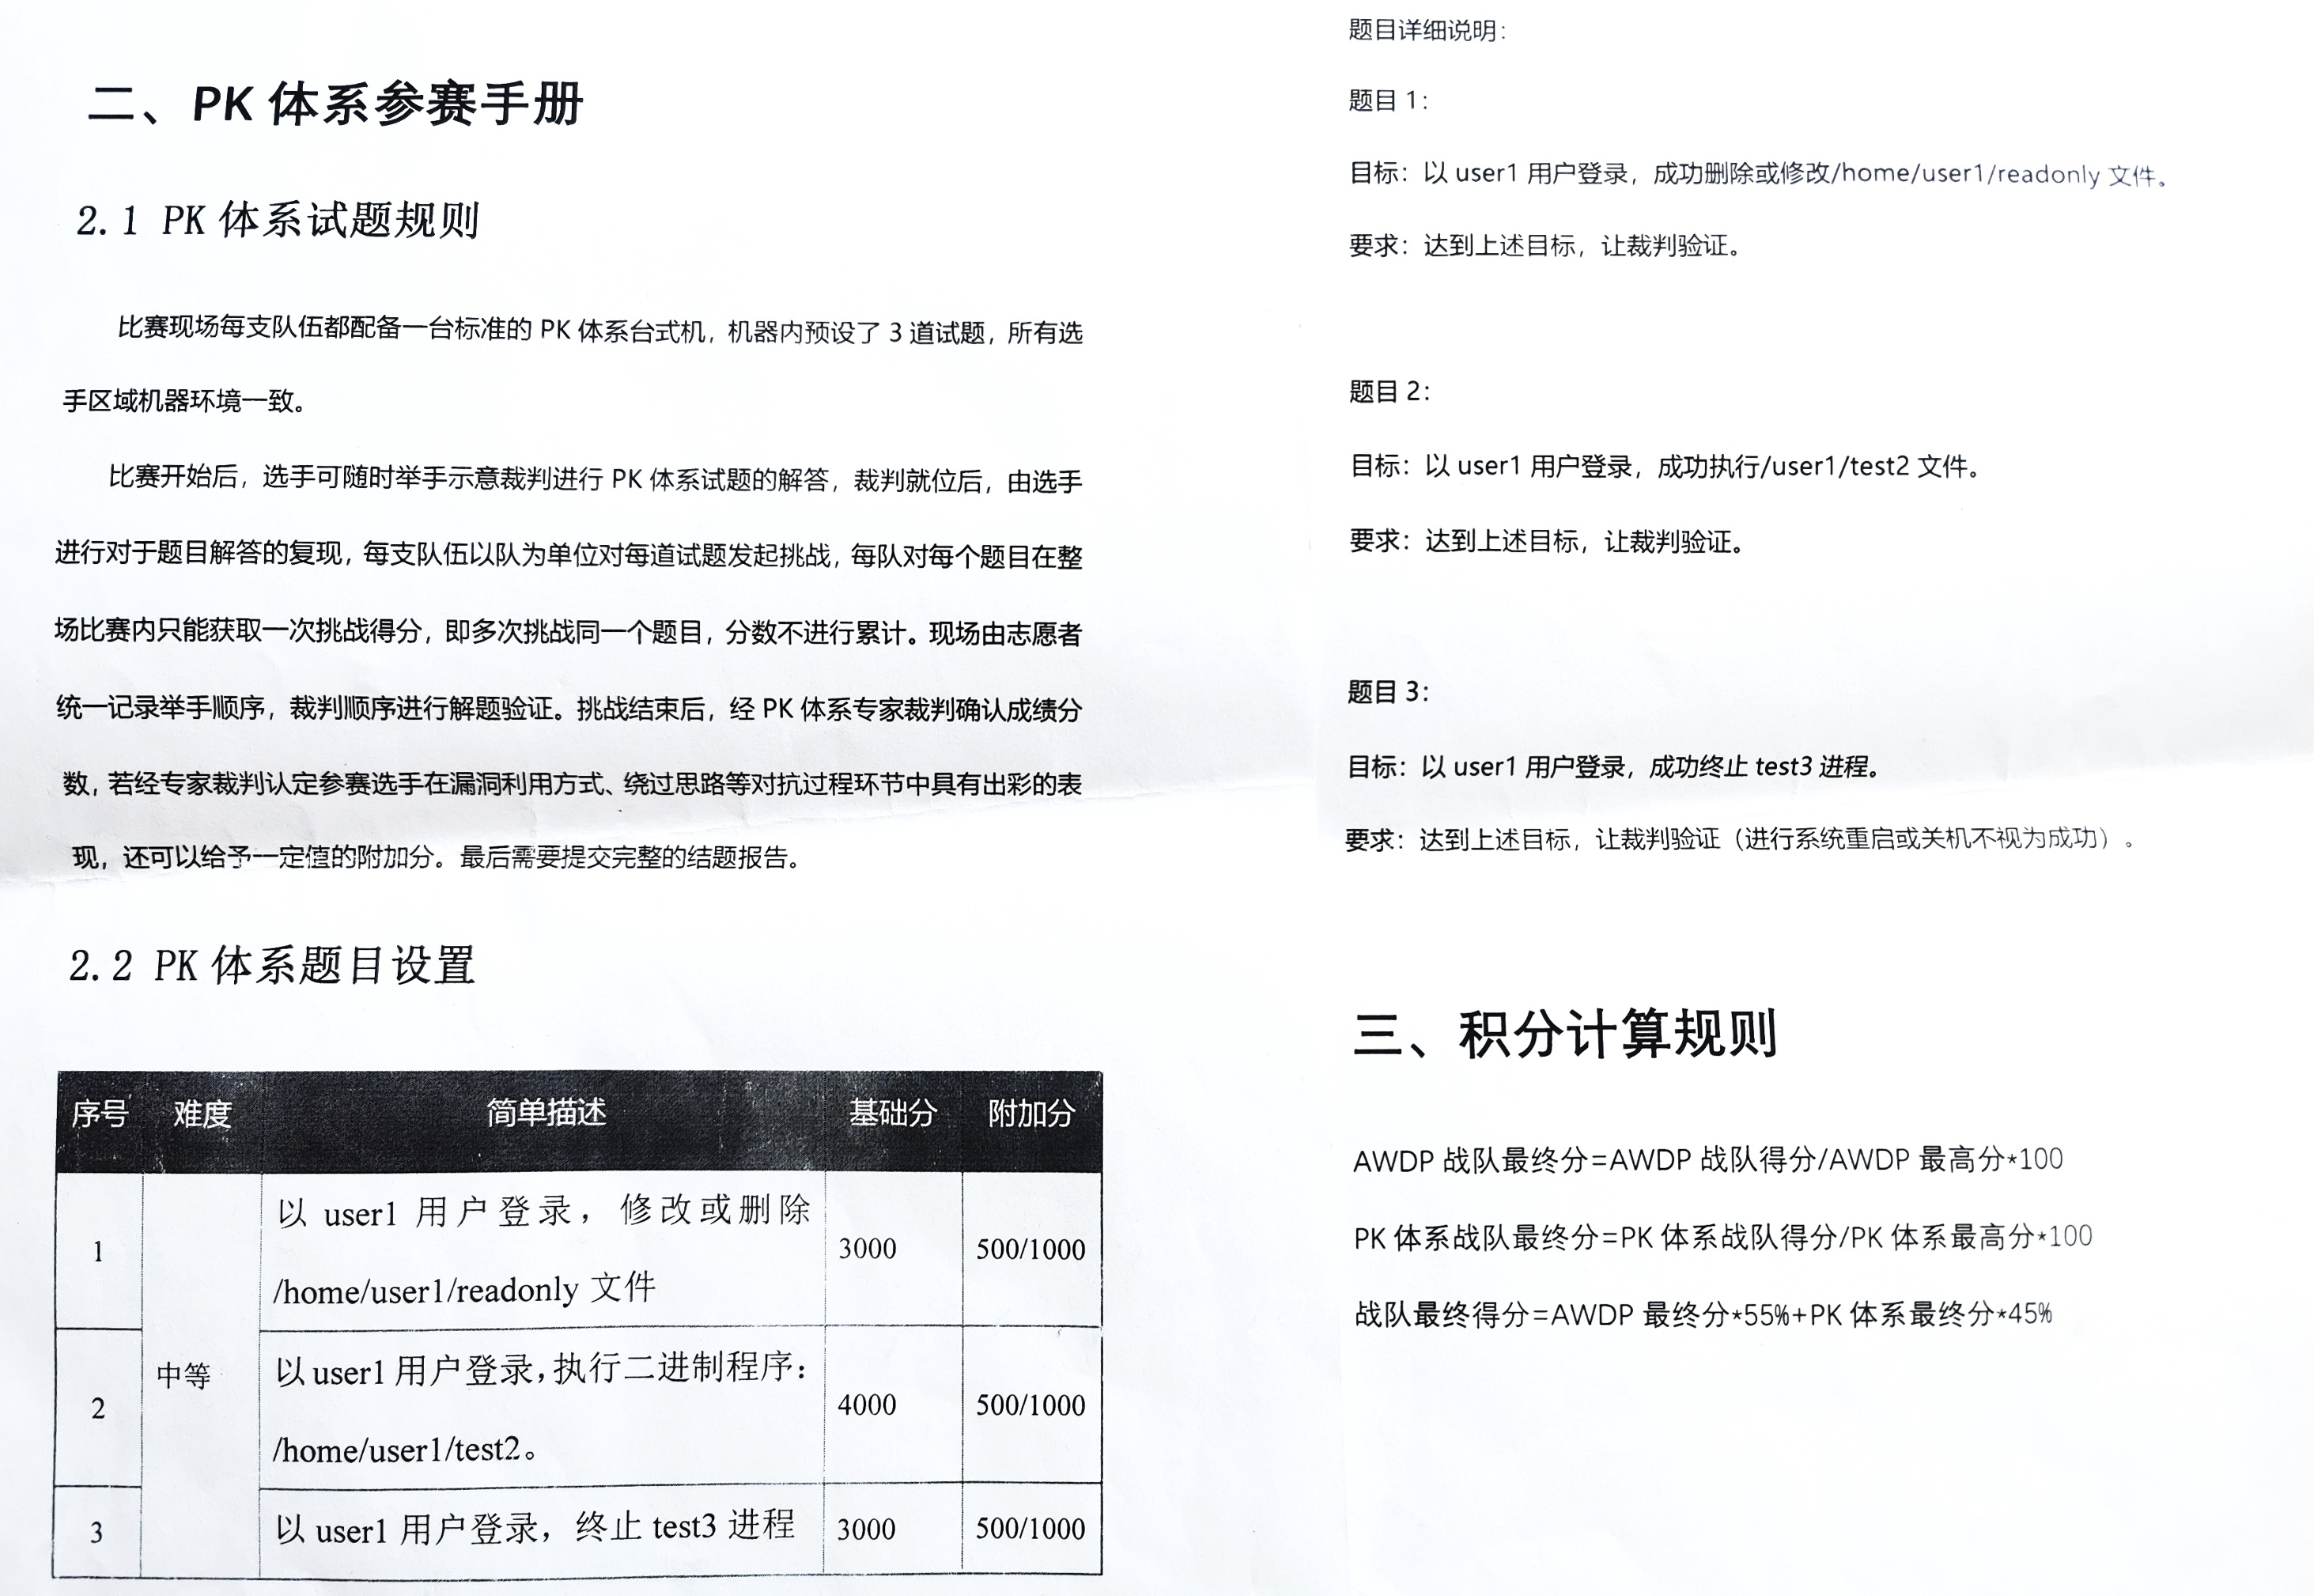 二、PK 体系参赛手册
2.1 PK 体系试题规则
比赛现场每支队伍都配备一台标准的 PK 体系台式机，机器内预设了 3 道试题，所有选
手区域机器环境一致。
比赛开始后，选手可随时举手示意裁判进行 PK 体系试题的解答，裁判就位后，由选手
进行对于题目解答的复现，每支队伍以队为单位对每道试题发起挑战，每队对每个题目在整
场比赛内只能获取一次挑战得分，即多次挑战同一个题目，分数不进行累计。现场由志愿者
统一记录举手顺序，裁判顺序进行解题验证。挑战结束后，经 PK 体系专家裁判确认成绩分
数，若经专家裁判认定参赛选手在漏洞利用方式、绕过思路等对抗过程环节中具有出彩的表
现，还可以给予一定值的附加分。最后需要提交完整的结题报告。
2.2 PK 体系题目设置
序号 难度 简单描述 基础分 附加分
1 中等 以 user1 用户登录，修改或删除
/home/user1/readonly 文件 3000 500/1000
2 以 user1 用户登录，执行二进制程序：
/home/user1/test2。 4000 500/1000
3 以 user1 用户登录，终止 test3 进程 3000 500/1000
题目详细说明：
题目 1：
目标：以 user1 用户登录，成功删除或修改/home/user1/readonly 文件。
要求：达到上述目标，让裁判验证。
题目 2：
目标：以 user1 用户登录，成功执行/user1/test2 文件。
要求：达到上述目标，让裁判验证。
题目 3：
目标：以 user1 用户登录，成功终止 test3 进程。
要求：达到上述目标，让裁判验证（进行系统重启或关机不视为成功）。
三、积分计算规则
AWDP 战队最终分=AWDP 战队得分/AWDP 最高分*100
PK 体系战队最终分=PK 体系战队得分/PK 体系最高分*100
战队最终得分=AWDP 最终分*55%+PK 体系最终分*45%